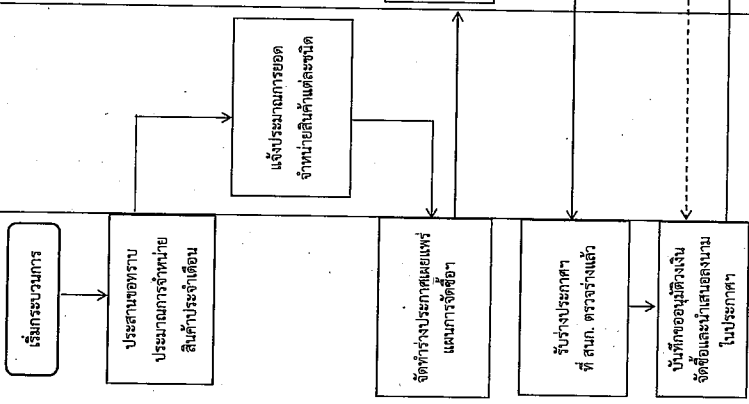 เริ่มกระบวนการ
ประสานขอทราบ
ประมาณการจำหน่าย
สินค้าประจำเดือน
แจ้งประมาณการยอด
จำหน่ายสินค้าแต่ละชนิด
จัดทำร่างประกาศเผยแพร่
แผนการจัดซื้อฯ
รับร่างประกาศฯ
ที่ สนก. ตรวจร่างแล้ว
บันทึกขออนุมัติวงเงิน
จัดซื้อและนำเสนอลงนาม
ในประกาศฯ